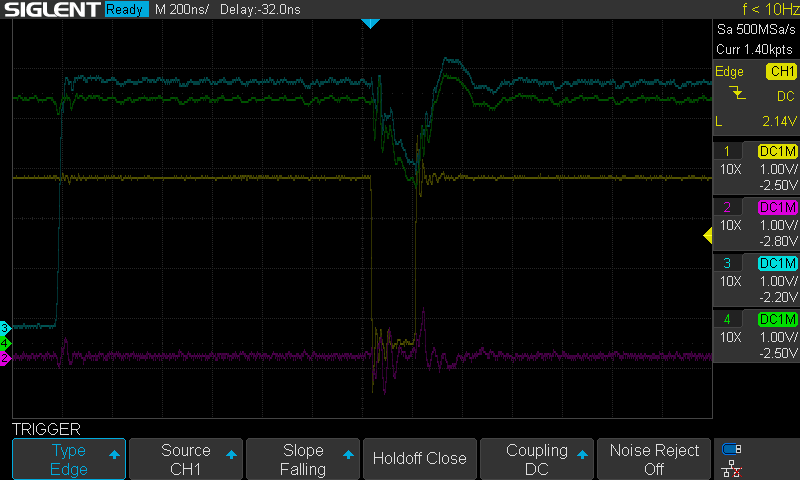 SIGLENT Ready M 200ns/ Delay:-32.0ns f < 10Hz
Sa 500MSa/s
Curr 1.40kpts
Edge CH1
DC
L 2.14V
1 DC1M
10X 1.00V/
-2.50V
2 DC1M
10X 1.00V/
-2.80V
3 DC1M
10X 1.00V/
-2.20V
4 DC1M
10X 1.00V/
-2.50V
3
4
2
TRIGGER
Type
Edge
Source
CH1
Slope
Falling
Holdoff Close
Coupling
DC
Noise Reject
Off